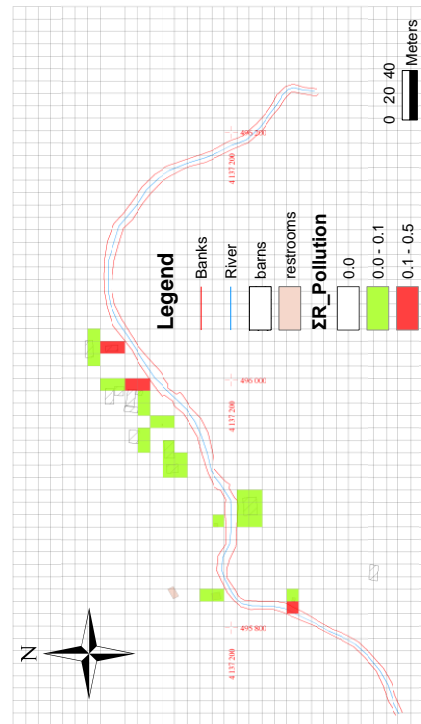 N
Legend
Banks
River
barns
restrooms
ΣR_Pollution
0.0
0.0 - 0.1
0.1 - 0.5
0 20 40
Meters
495 800
4 137 200
496 000
4 137 200
496 200
4 137 200